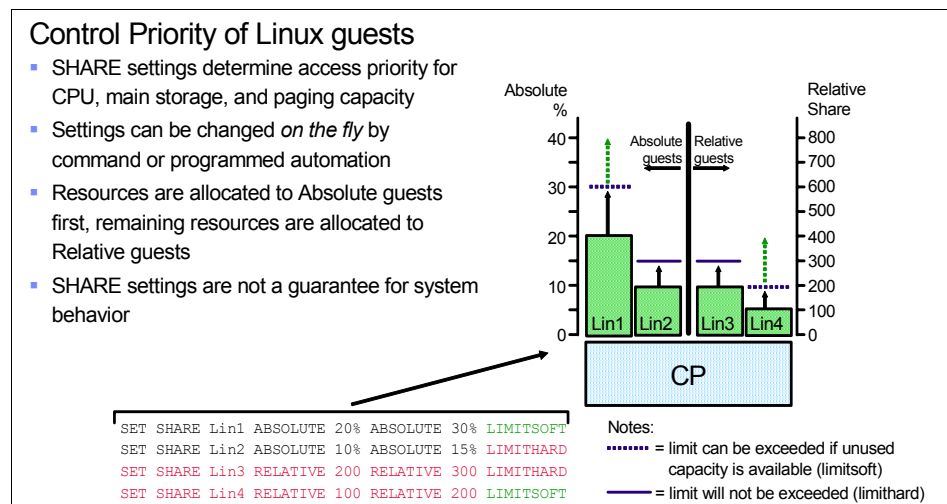 Control Priority of Linux guests
SHARE settings determine access priority for
CPU, main storage, and paging capacity
Settings can be changed on the fly by
command or programmed automation
Resources are allocated to Absolute guests
first, remaining resources are allocated to
Relative guests
SHARE settings are not a guarantee for system
behavior
Absolute
%
40
30
20
10
0
Absolute
guests
Relative
guests
Relative
Share
800
700
600
500
400
300
200
100
0
Lin1
Lin2
Lin3
Lin4
CP
SET SHARE Lin1 ABSOLUTE 20% ABSOLUTE 30% LIMITSOFT
SET SHARE Lin2 ABSOLUTE 10% ABSOLUTE 15% LIMITHARD
SET SHARE Lin3 RELATIVE 200 RELATIVE 300 LIMITHARD
SET SHARE Lin4 RELATIVE 100 RELATIVE 200 LIMITSOFT
Notes:
= limit can be exceeded if unused
capacity is available (limitsoft)
= limit will not be exceeded (limithard)